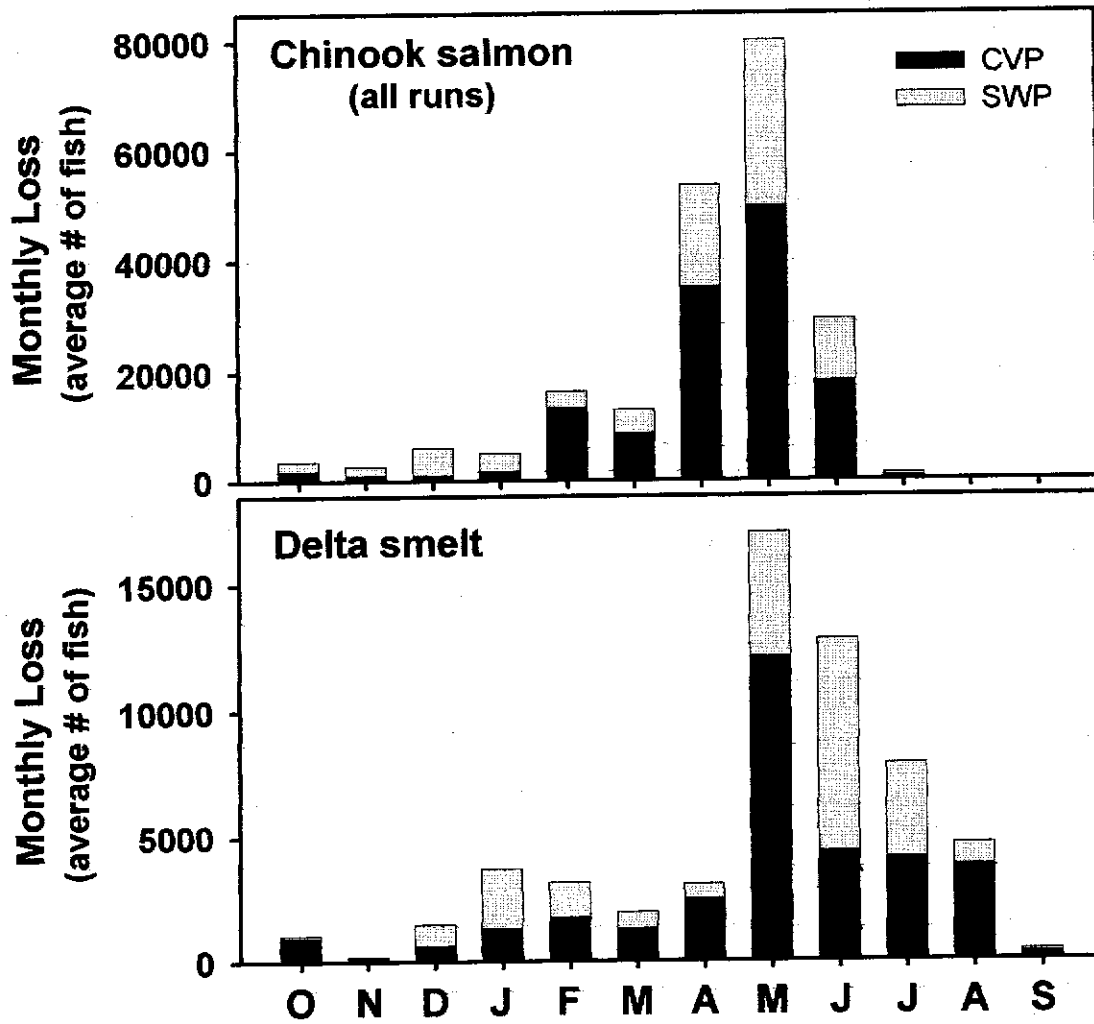 Chinook salmon
(all runs)
CVP
SWP
Monthly Loss
(average # of fish)
80000
60000
40000
20000
0
Delta smelt
Monthly Loss
(average # of fish)
15000
10000
5000
0
O N D J F M A M J J A S